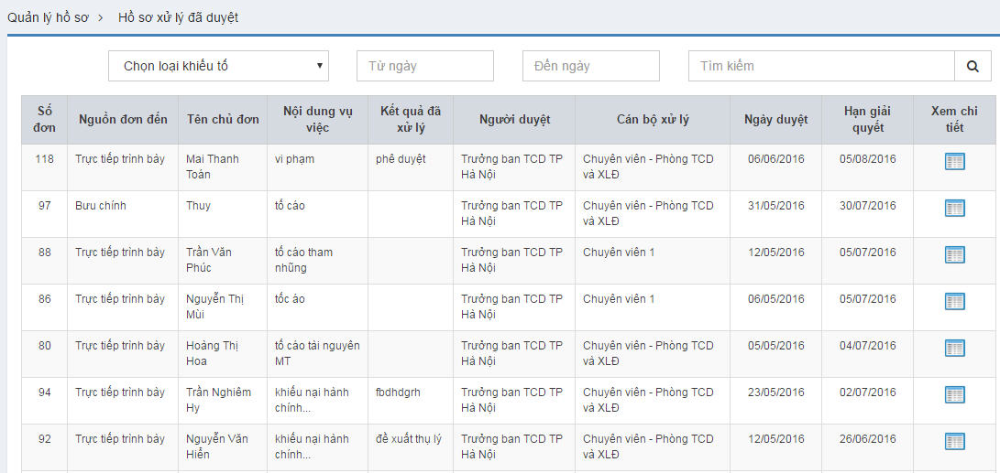 Quản lý hồ sơ > Hồ sơ xử lý đã duyệt
Chọn loại khiếu tố Từ ngày Đến ngày Tìm kiếm
Số đơn Nguồn đơn đến Tên chủ đơn Nội dung vụ việc Kết quả đã xử lý Người duyệt Cán bộ xử lý Ngày duyệt Hạn giải quyết Xem chi tiết
118 Trực tiếp trình bày Mai Thanh Toàn vi phạm phê duyệt Trưởng ban TCD TP Hà Nội Chuyên viên - Phòng TCD và XLĐ 06/06/2016 05/08/2016
97 Bưu chính Thuy tố cáo Trưởng ban TCD TP Hà Nội Chuyên viên - Phòng TCD và XLĐ 31/05/2016 30/07/2016
88 Trực tiếp trình bày Trần Văn Phúc tố cáo tham nhũng Trưởng ban TCD TP Hà Nội Chuyên viên 1 12/05/2016 05/07/2016
86 Trực tiếp trình bày Nguyễn Thị Mùi tốc áo Trưởng ban TCD TP Hà Nội Chuyên viên 1 06/05/2016 05/07/2016
80 Trực tiếp trình bày Hoàng Thị Hoa tố cáo tài nguyên MT Trưởng ban TCD TP Hà Nội Chuyên viên - Phòng TCD và XLĐ 05/05/2016 04/07/2016
94 Trực tiếp trình bày Trần Nghiêm Hy khiếu nại hành chính... fbdhdgrh Trưởng ban TCD TP Hà Nội Chuyên viên - Phòng TCD và XLĐ 23/05/2016 02/07/2016
92 Trực tiếp trình bày Nguyễn Văn Hiển khiếu nại hành chính... đề xuất thụ lý Trưởng ban TCD TP Hà Nội Chuyên viên - Phòng TCD và XLĐ 12/05/2016 26/06/2016